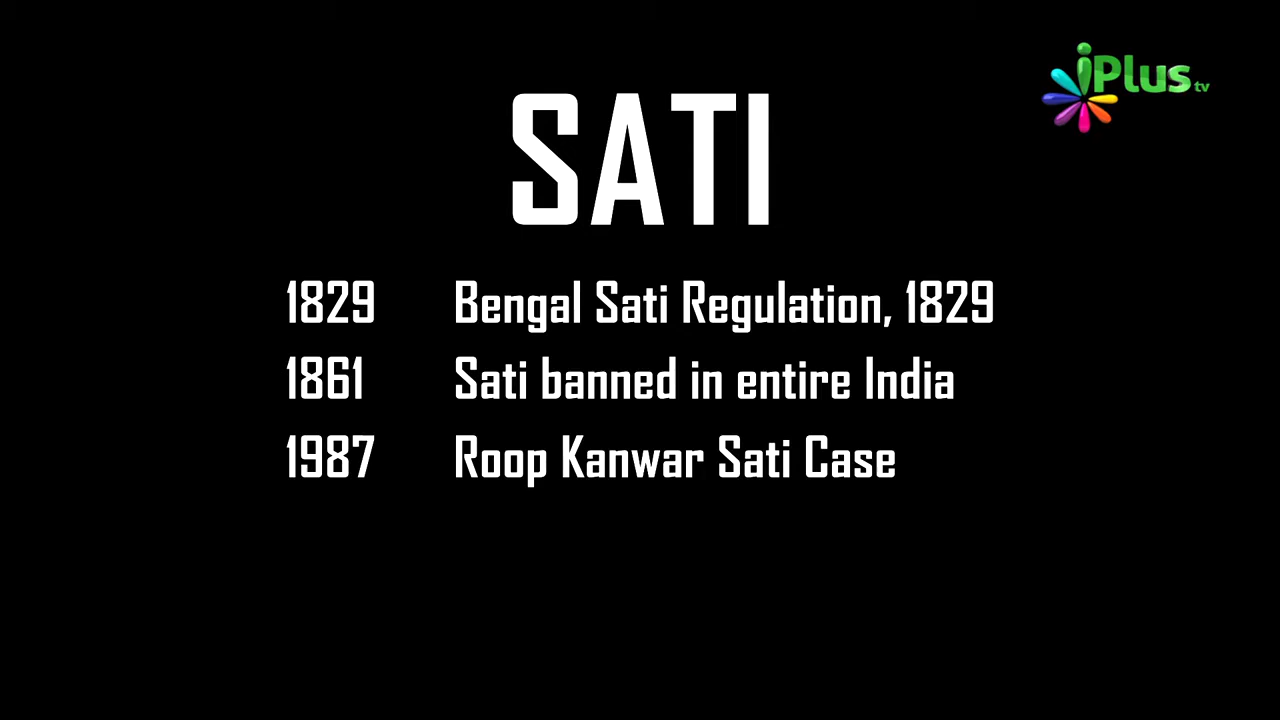 iPlus tv
SATI
1829 Bengal Sati Regulation, 1829
1861 Sati banned in entire India
1987 Roop Kanwar Sati Case